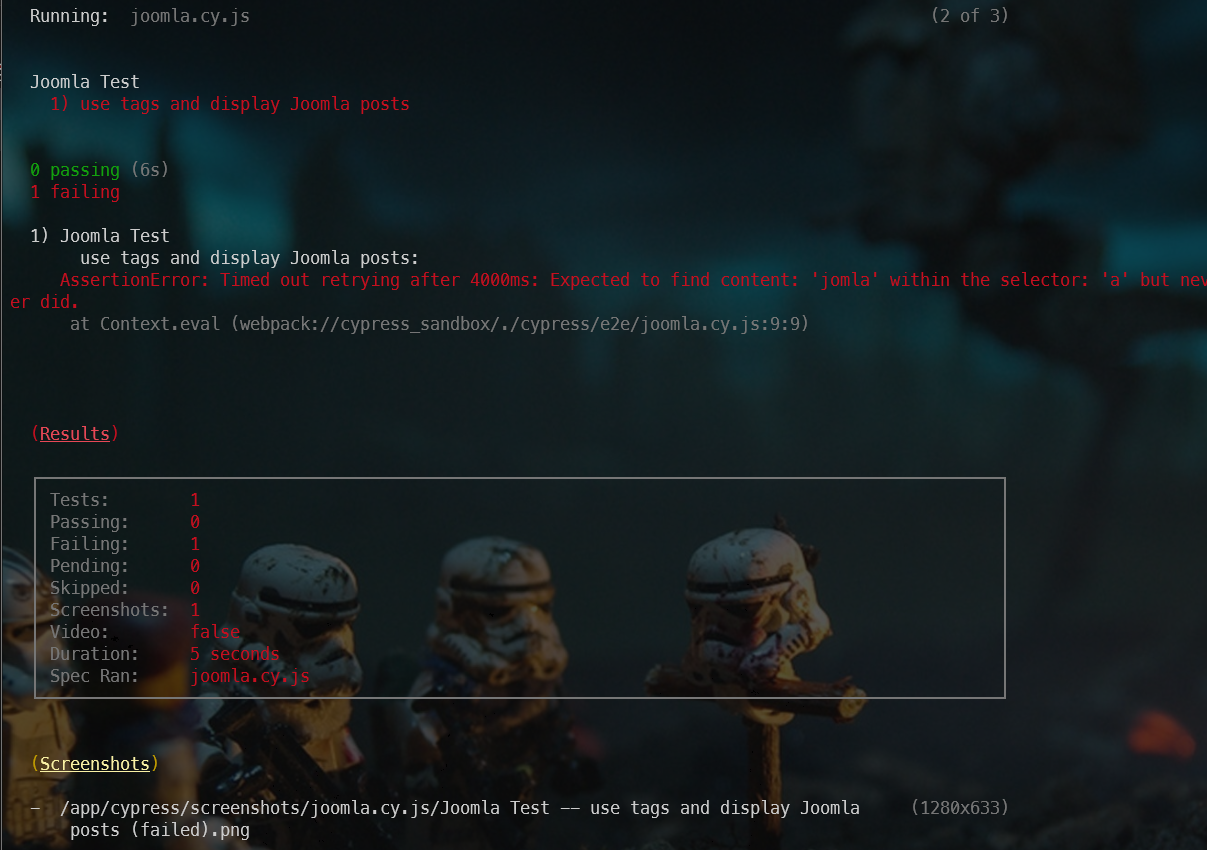 Running: joomla.cy.js (2 of 3)
Joomla Test
1) use tags and display Joomla posts
0 passing (6s)
1 failing
1) Joomla Test
use tags and display Joomla posts:
AssertionError: Timed out retrying after 4000ms: Expected to find content: 'jomla' within the selector: 'a' but nev
er did.
at Context.eval (webpack://cypress_sandbox/./cypress/e2e/joomla.cy.js:9:9)
(Results)
Tests: 1
Passing: 0
Failing: 1
Pending: 0
Skipped: 0
Screenshots: 1
Video: false
Duration: 5 seconds
Spec Ran: joomla.cy.js
(Screenshots)
- /app/cypress/screenshots/joomla.cy.js/Joomla Test -- use tags and display Joomla (1280x633)
posts (failed).png